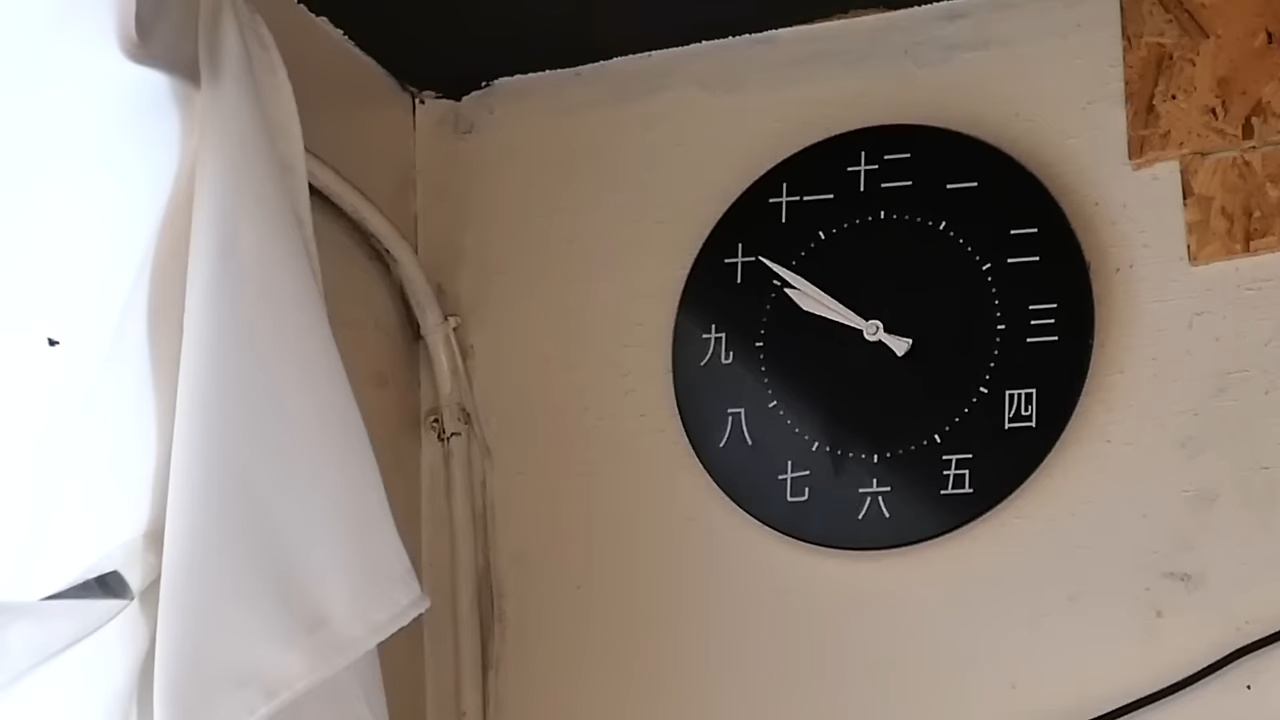 十二
一
二
三
四
五
六
七
八
九
十
十一